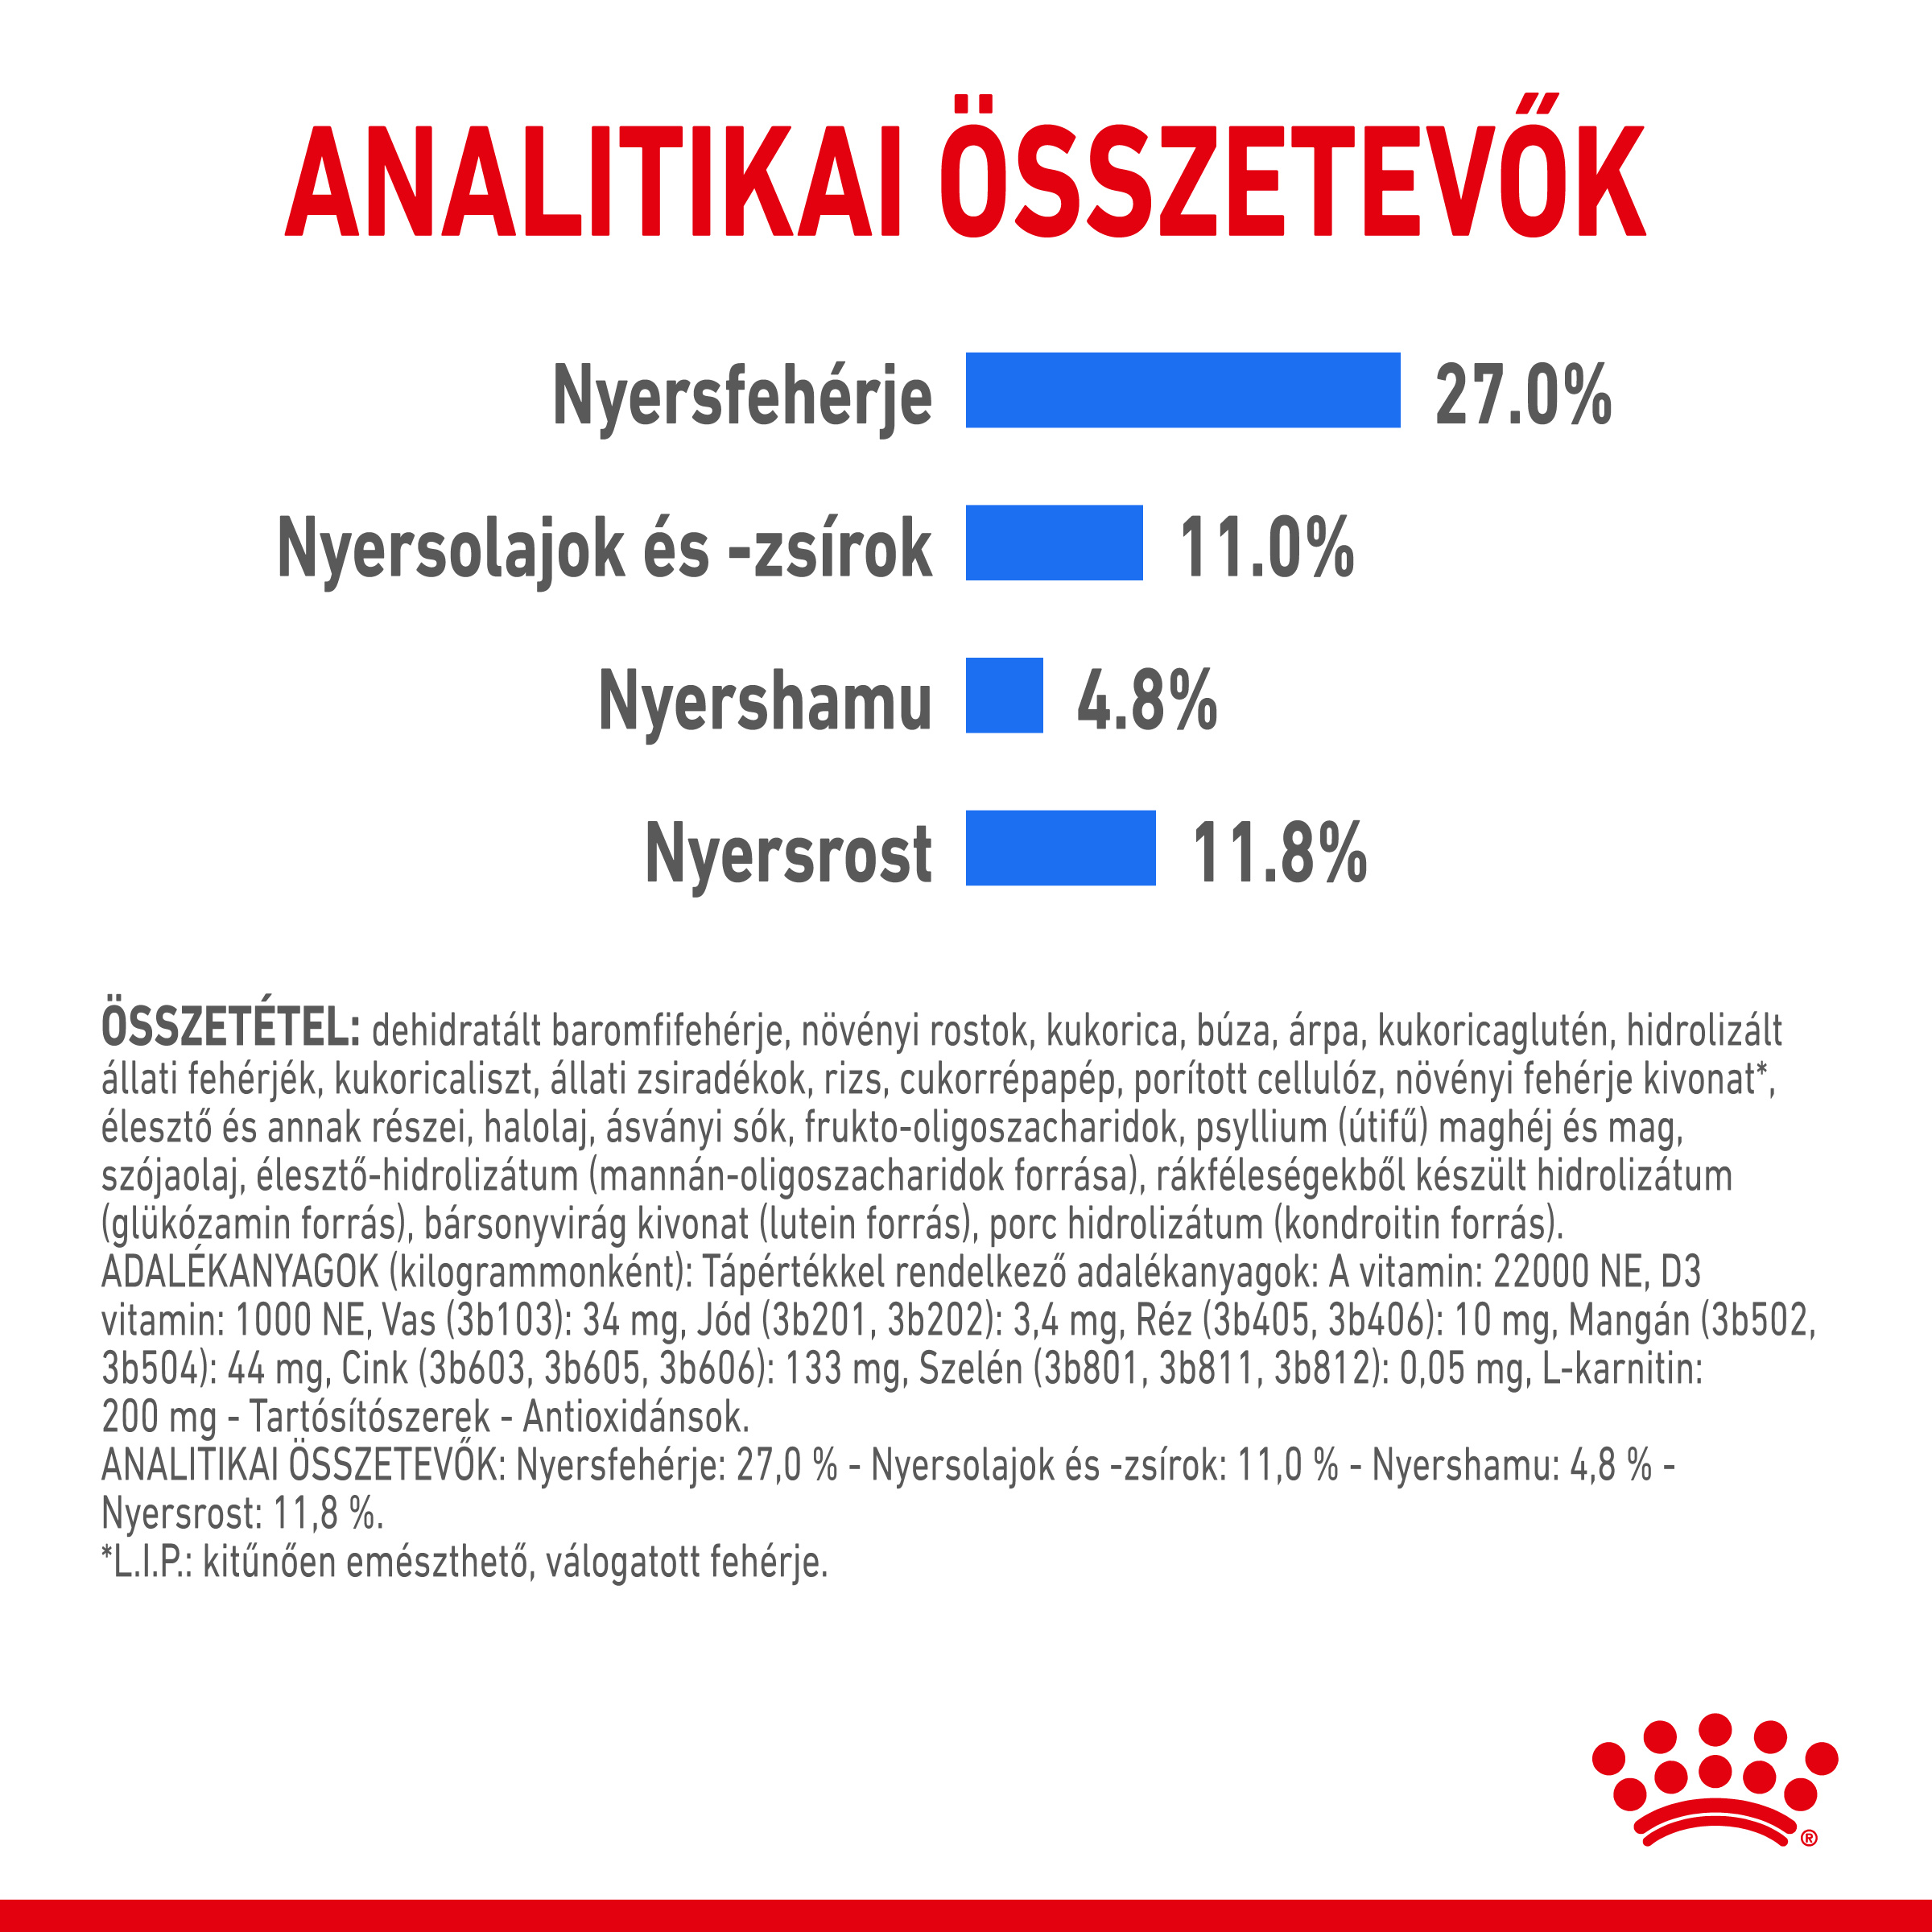 ANALITIKAI ÖSSZETEVŐK
Nyersfehérje 27.0%
Nyersolajok és -zsírok 11.0%
Nyershamu 4.8%
Nyersrost 11.8%
ÖSSZETÉTEL: dehidratált baromfifehérje, növényi rostok, kukorica, búza, árpa, kukoricaglutén, hidrolizált
állati fehérjék, kukoricaliszt, állati zsiradékok, rizs, cukorrépapép, porított cellulóz, növényi fehérje kivonat*,
élesztő és annak részei, halolaj, ásványi sók, frukto-oligoszacharidok, psyllium (útifű) maghéj és mag,
szójaolaj, élesztő-hidrolizátum (mannán-oligoszacharidok forrása), rákféleségekből készült hidrolizátum
(glükózamin forrás), bársonyvirág kivonat (lutein forrás), porc hidrolizátum (kondroitin forrás).
ADALÉKANYAGOK (kilogrammonként): Tápértékkel rendelkező adalékanyagok: A vitamin: 22000 NE, D3
vitamin: 1000 NE, Vas (3b103): 34 mg, Jód (3b201, 3b202): 3,4 mg, Réz (3b405, 3b406): 10 mg, Mangán (3b502,
3b504): 44 mg, Cink (3b603, 3b605, 3b606): 133 mg, Szelén (3b801, 3b811, 3b812): 0,05 mg, L-karnitin:
200 mg - Tartósítószerek - Antioxidánsok.
ANALITIKAI ÖSSZETEVŐK: Nyersfehérje: 27,0 % - Nyersolajok és -zsírok: 11,0 % - Nyershamu: 4,8 % -
Nyersrost: 11,8 %.
*L.I.P.: kitűnően emészthető, válogatott fehérje.
®